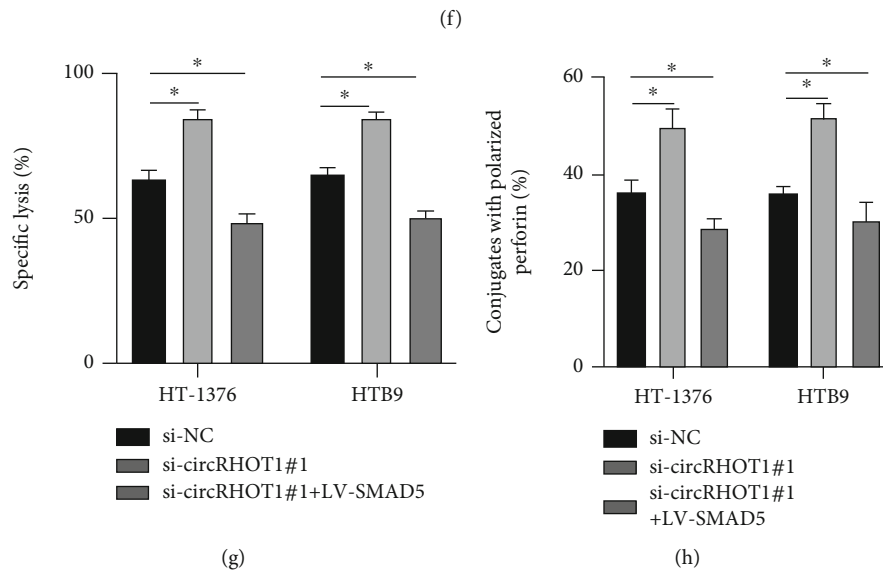 (f)
Specific lysis (%)
100
50
0
*
*
*
*
HT-1376
HTB9
si-NC
si-circRHOT1#1
si-circRHOT1#1+LV-SMAD5
(g)
Conjugates with polarized
perforin (%)
60
40
20
0
*
*
*
*
HT-1376
HTB9
si-NC
si-circRHOT1#1
si-circRHOT1#1
+LV-SMAD5
(h)